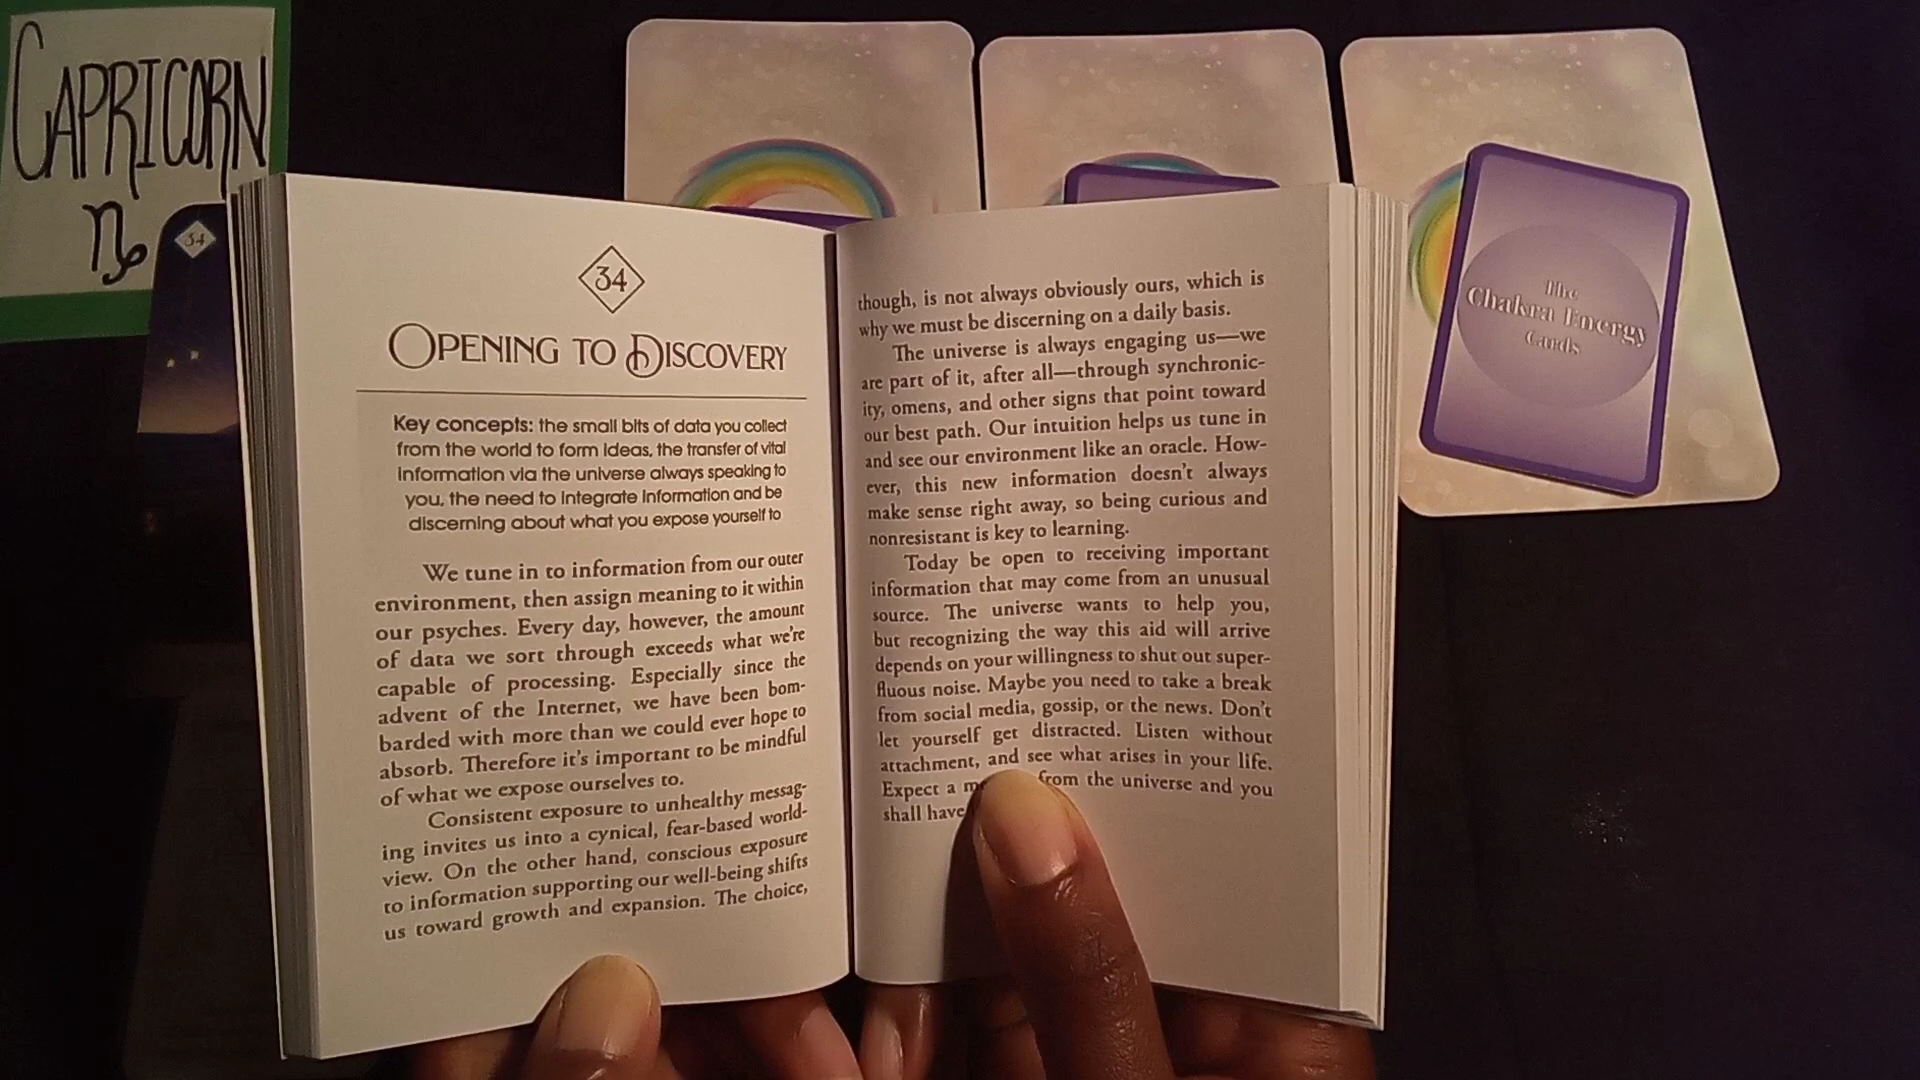 CAPRICORN
♑
34
34
OPENING TO DISCOVERY
Key concepts: the small bits of data you collect
from the world to form ideas, the transfer of vital
information via the universe always speaking to
you, the need to integrate information and be
discerning about what you expose yourself to
We tune in to information from our outer
environment, then assign meaning to it within
our psyches. Every day, however, the amount
of data we sort through exceeds what we're
capable of processing. Especially since the
advent of the Internet, we have been bom-
barded with more than we could ever hope to
absorb. Therefore it's important to be mindful
of what we expose ourselves to.
Consistent exposure to unhealthy messag-
ing invites us into a cynical, fear-based world-
view. On the other hand, conscious exposure
to information supporting our well-being shifts
us toward growth and expansion. The choice,
though, is not always obviously ours, which is
why we must be discerning on a daily basis.
The universe is always engaging us—we
are part of it, after all—through synchronic-
ity, omens, and other signs that point toward
our best path. Our intuition helps us tune in
and see our environment like an oracle. How-
ever, this new information doesn't always
make sense right away, so being curious and
nonresistant is key to learning.
Today be open to receiving important
information that may come from an unusual
source. The universe wants to help you,
but recognizing the way this aid will arrive
depends on your willingness to shut out super-
fluous noise. Maybe you need to take a break
from social media, gossip, or the news. Don't
let yourself get distracted. Listen without
attachment, and see what arises in your life.
Expect a from the universe and you
shall have
The
Chakra Energy
Cards